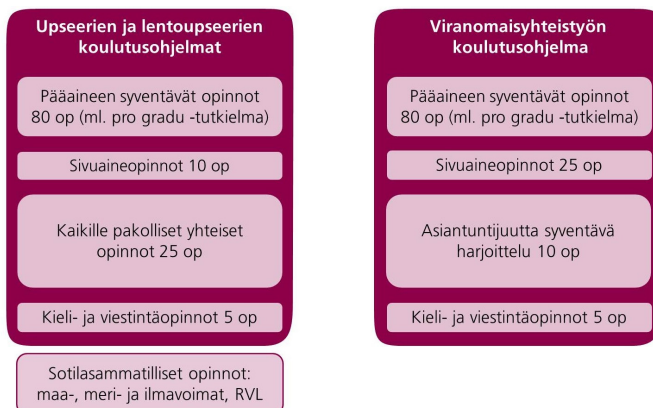 Upseerien ja lentoupseerien
koulutusohjelmat
Pääaineen syventävät opinnot
80 op (ml. pro gradu -tutkielma)
Sivuaineopinnot 10 op
Kaikille pakolliset yhteiset
opinnot 25 op
Kieli- ja viestintäopinnot 5 op
Sotilasammatilliset opinnot:
maa-, meri- ja ilmavoimat, RVL
Viranomaisyhteistyön
koulutusohjelma
Pääaineen syventävät opinnot
80 op (ml. pro gradu -tutkielma)
Sivuaineopinnot 25 op
Asiantuntijuutta syventävä
harjoittelu 10 op
Kieli- ja viestintäopinnot 5 op